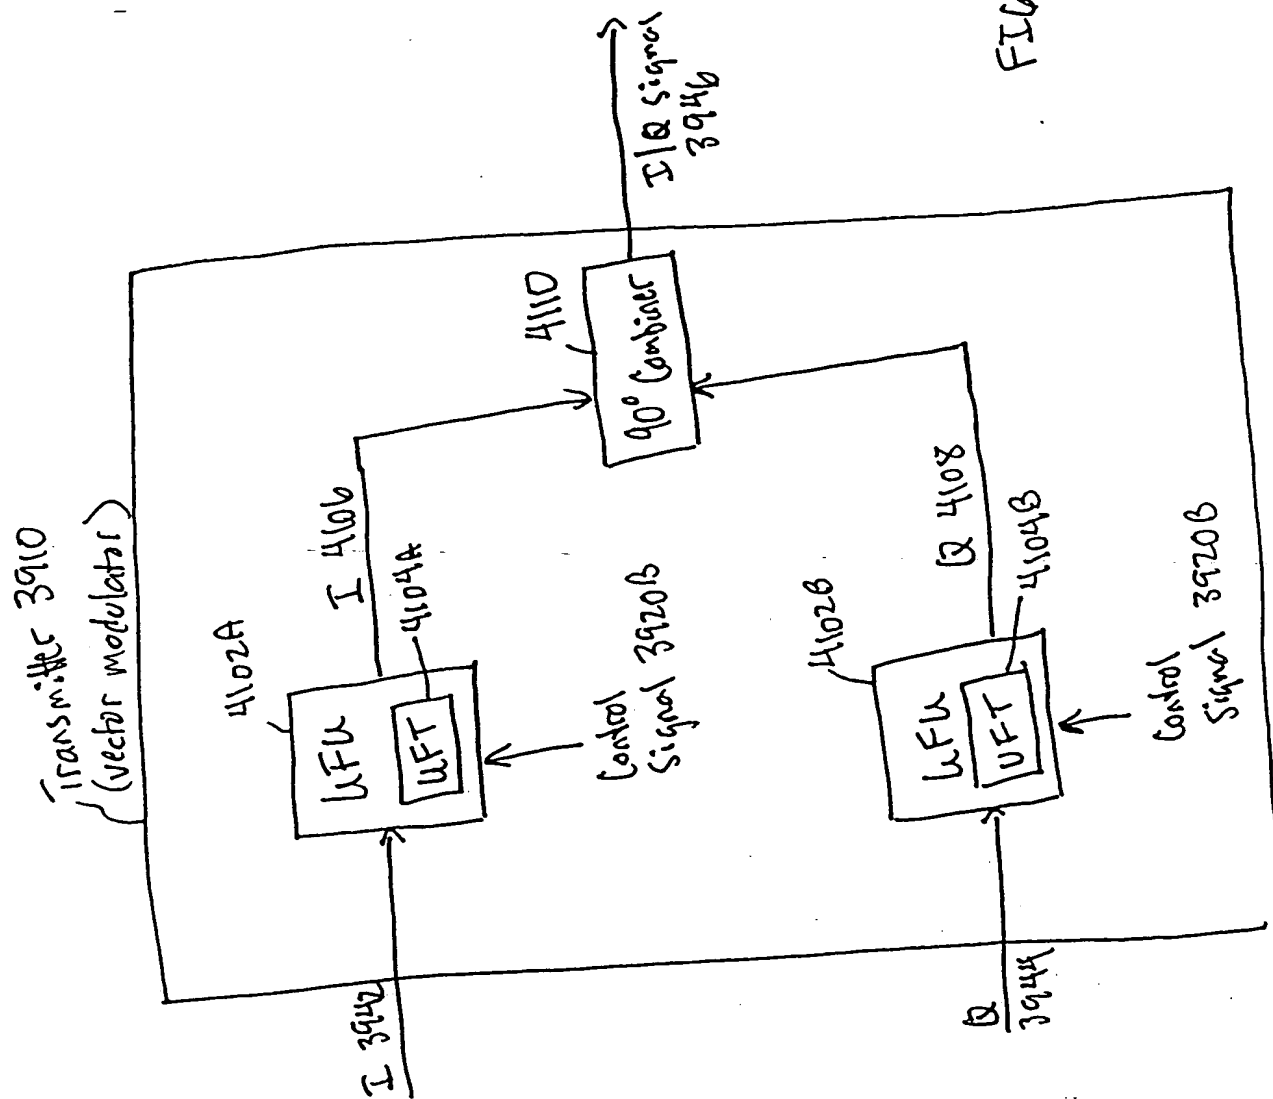 Transmitter 3910
(vector modulator)
4102A
UFU
UFT
4104A
I 4106
I 3942
Control
Signal 3920B
4110
90° Combiner
I/Q Signal
3946
4102B
UFU
UFT
4104B
Q 4108
Q
3944
Control
Signal 3920B
FIG